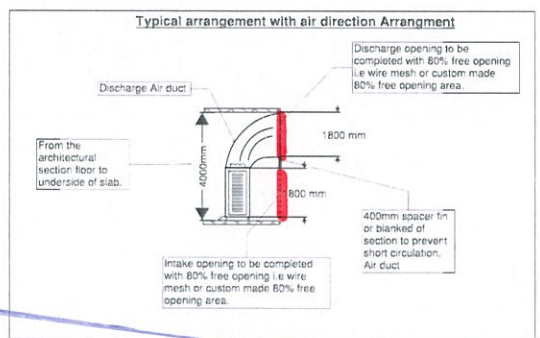 Typical arrangement with air direction Arrangment
Discharge opening to be
completed with 80% free opening
i.e wire mesh or custom made
80% free opening area.
Discharge Air duct
1800 mm
From the
architectural
section floor to
underside of slab.
4000mm
800 mm
400mm spacer fin
or blanked of
section to prevent
short circulation.
Air duct
Intake opening to be completed
with 80% free opening i.e wire
mesh or custom made 80% free
opening area.